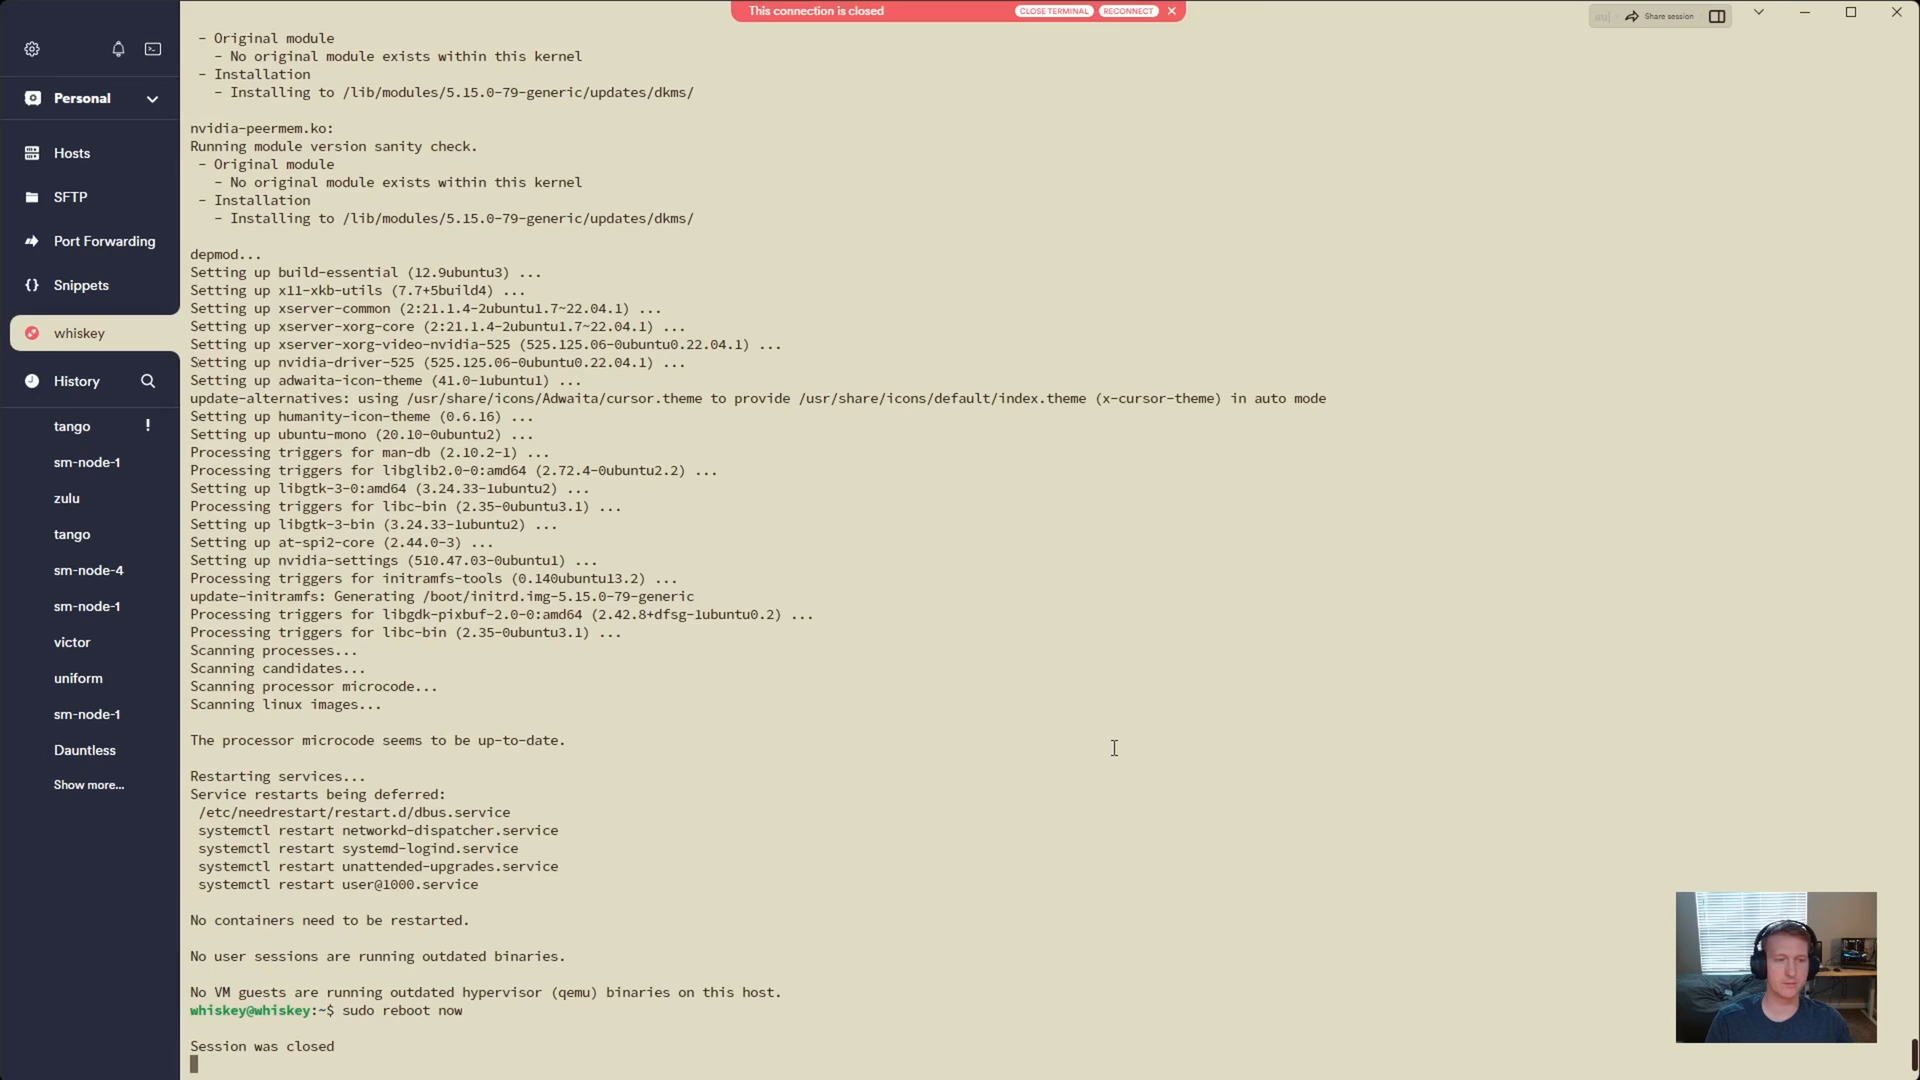 This connection is closed
CLOSE TERMINAL
RECONNECT
Share session
Personal
Hosts
SFTP
Port Forwarding
Snippets
whiskey
History
tango
sm-node-1
zulu
tango
sm-node-4
sm-node-1
victor
uniform
sm-node-1
Dauntless
Show more...
- Original module
- No original module exists within this kernel
- Installation
- Installing to /lib/modules/5.15.0-79-generic/updates/dkms/
nvidia-peermem.ko:
Running module version sanity check.
- Original module
- No original module exists within this kernel
- Installation
- Installing to /lib/modules/5.15.0-79-generic/updates/dkms/
depmod...
Setting up build-essential (12.9ubuntu3) ...
Setting up x11-xkb-utils (7.7+5build4) ...
Setting up xserver-common (2:21.1.4-2ubuntu1.7~22.04.1) ...
Setting up xserver-xorg-core (2:21.1.4-2ubuntu1.7~22.04.1) ...
Setting up xserver-xorg-video-nvidia-525 (525.125.06-0ubuntu0.22.04.1) ...
Setting up nvidia-driver-525 (525.125.06-0ubuntu0.22.04.1) ...
Setting up adwaita-icon-theme (41.0-1ubuntu1) ...
update-alternatives: using /usr/share/icons/Adwaita/cursor.theme to provide /usr/share/icons/default/index.theme (x-cursor-theme) in auto mode
Setting up humanity-icon-theme (0.6.16) ...
Setting up ubuntu-mono (20.10-0ubuntu2) ...
Processing triggers for man-db (2.10.2-1) ...
Processing triggers for libglib2.0-0:amd64 (2.72.4-0ubuntu2.2) ...
Setting up libgtk-3-0:amd64 (3.24.33-1ubuntu2) ...
Processing triggers for libc-bin (2.35-0ubuntu3.1) ...
Setting up libgtk-3-bin (3.24.33-1ubuntu2) ...
Setting up at-spi2-core (2.44.0-3) ...
Setting up nvidia-settings (510.47.03-0ubuntu1) ...
Processing triggers for initramfs-tools (0.140ubuntu13.2) ...
update-initramfs: Generating /boot/initrd.img-5.15.0-79-generic
Processing triggers for libgdk-pixbuf-2.0-0:amd64 (2.42.8+dfsg-1ubuntu0.2) ...
Processing triggers for libc-bin (2.35-0ubuntu3.1) ...
Scanning processes...
Scanning candidates...
Scanning processor microcode...
Scanning linux images...
The processor microcode seems to be up-to-date.
Restarting services...
Service restarts being deferred:
/etc/needrestart/restart.d/dbus.service
systemctl restart networkd-dispatcher.service
systemctl restart systemd-logind.service
systemctl restart unattended-upgrades.service
systemctl restart user@1000.service
No containers need to be restarted.
No user sessions are running outdated binaries.
No VM guests are running outdated hypervisor (qemu) binaries on this host.
whiskey@whiskey:~$ sudo reboot now
Session was closed